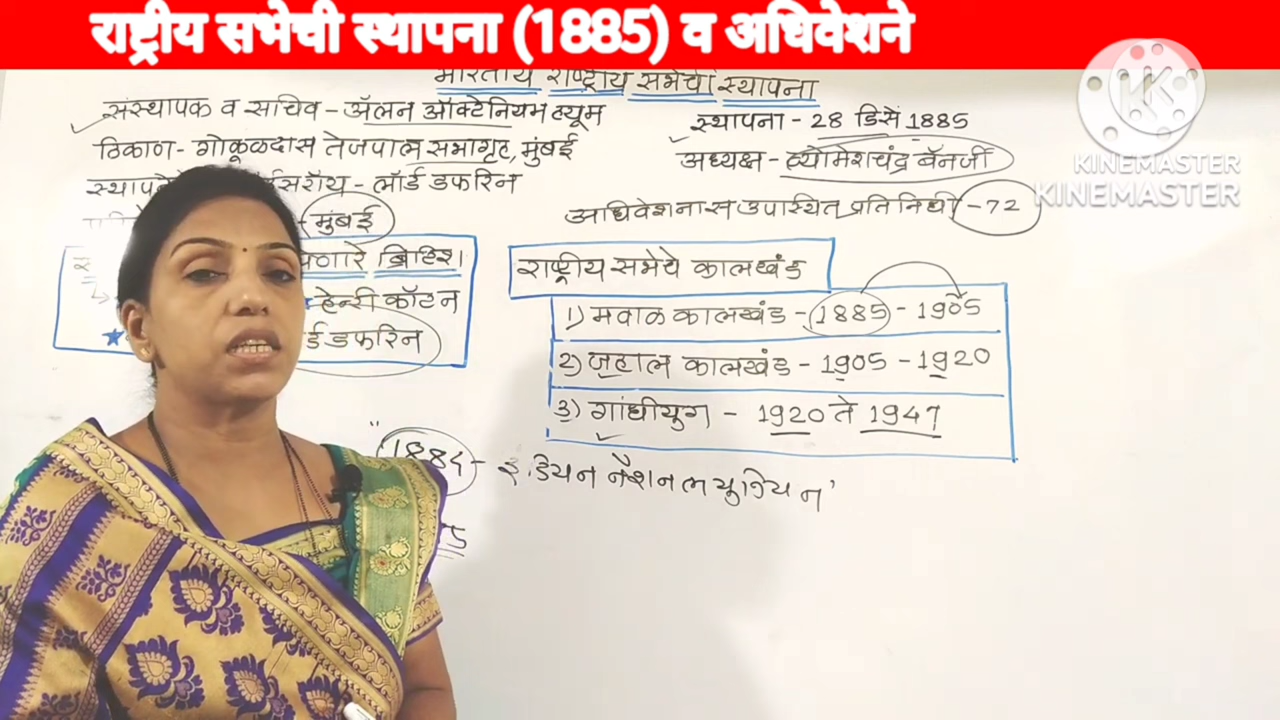 राष्ट्रीय सभेची स्थापना (1885) व अधिवेशने
भारतीय राष्ट्रीय सभेची स्थापना
संस्थापक व सचिव - ॲलन ऑक्टेनियम ह्यूम
स्थापना - 28 डिसें 1885
ठिकाण - गोकूळदास तेजपाल सभागृह, मुंबई
अध्यक्ष - व्योमेशचंद्र बॅनर्जी
लॉर्ड डफरिन
अधिवेशनास उपस्थित प्रतिनिधी - 72
- मुंबई
ब्रिटिश
हेन्री कॉटन
डफरिन
राष्ट्रीय सभेचे कालखंड
1) मवाळ कालखंड - 1885 - 1905
2) जहाल कालखंड - 1905 - 1920
3) गांधीयुग - 1920 ते 1947
1884 - इंडियन नॅशनल युनियन'
KINEMASTER
KINEMASTER